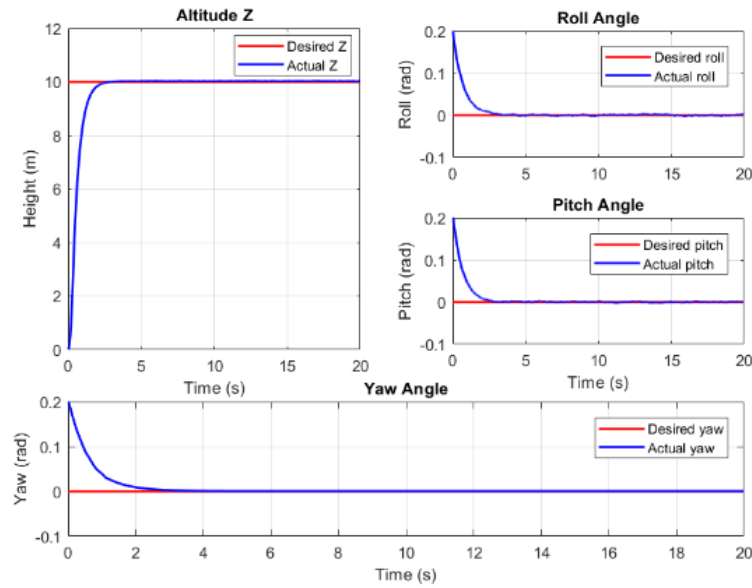 Altitude Z
12
10
8
6
4
2
0
Height (m)
Desired Z
Actual Z
0 5 10 15 20
Time (s)
Roll Angle
0.2
0.1
0
-0.1
Roll (rad)
Desired roll
Actual roll
0 5 10 15 20
Pitch Angle
0.2
0.1
0
-0.1
Pitch (rad)
Desired pitch
Actual pitch
0 5 10 15 20
Time (s)
Yaw Angle
0.2
0.1
0
-0.1
Yaw (rad)
Desired yaw
Actual yaw
0 2 4 6 8 10 12 14 16 18 20
Time (s)